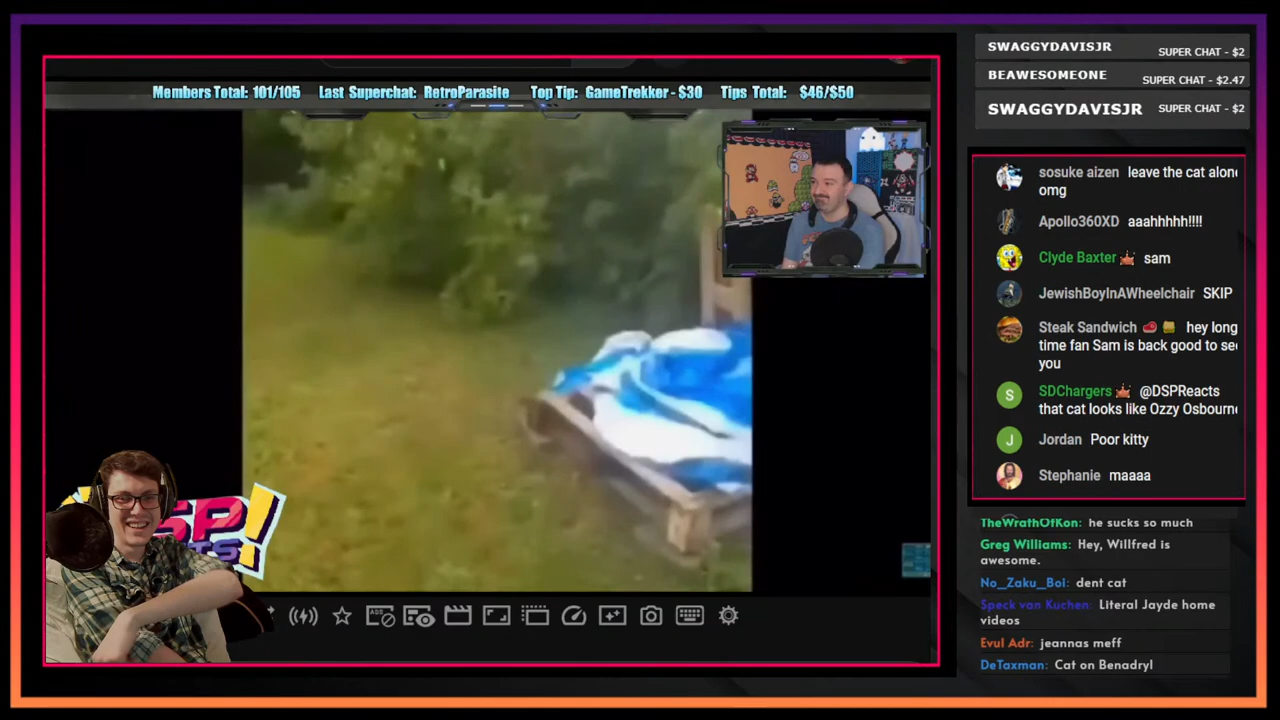 Members Total: 101/105 Last Superchat: RetroParasite Top Tip: GameTrekker - $30 Tips Total: $46/$50
SWAGGYDAVISJR SUPER CHAT - $2
BEAWESOMEONE SUPER CHAT - $2.47
SWAGGYDAVISJR SUPER CHAT - $2
sosuke aizen leave the cat alone
omg
Apollo360XD aaahhhhh!!!!
Clyde Baxter sam
JewishBoyInAWheelchair SKIP
Steak Sandwich hey long
time fan Sam is back good to see
you
S SDChargers @DSPReacts
that cat looks like Ozzy Osbourne
J Jordan Poor kitty
Stephanie maaaa
TheWrathOfKon: he sucks so much
Greg Williams: Hey, Willfred is
awesome.
No_Zaku_Boi: dent cat
Speck van Kuchen: Literal Jayde home
videos
Evul Adr: jeannas meff
DeTaxman: Cat on Benadryl
SP!